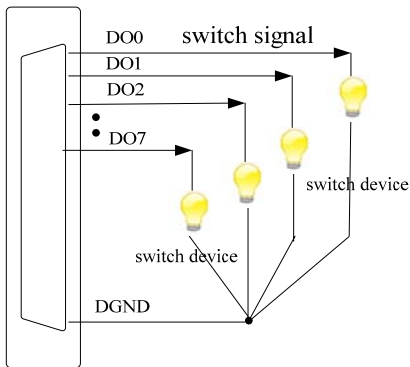 DO0
switch signal
DO1
DO2
DO7
switch device
switch device
DGND